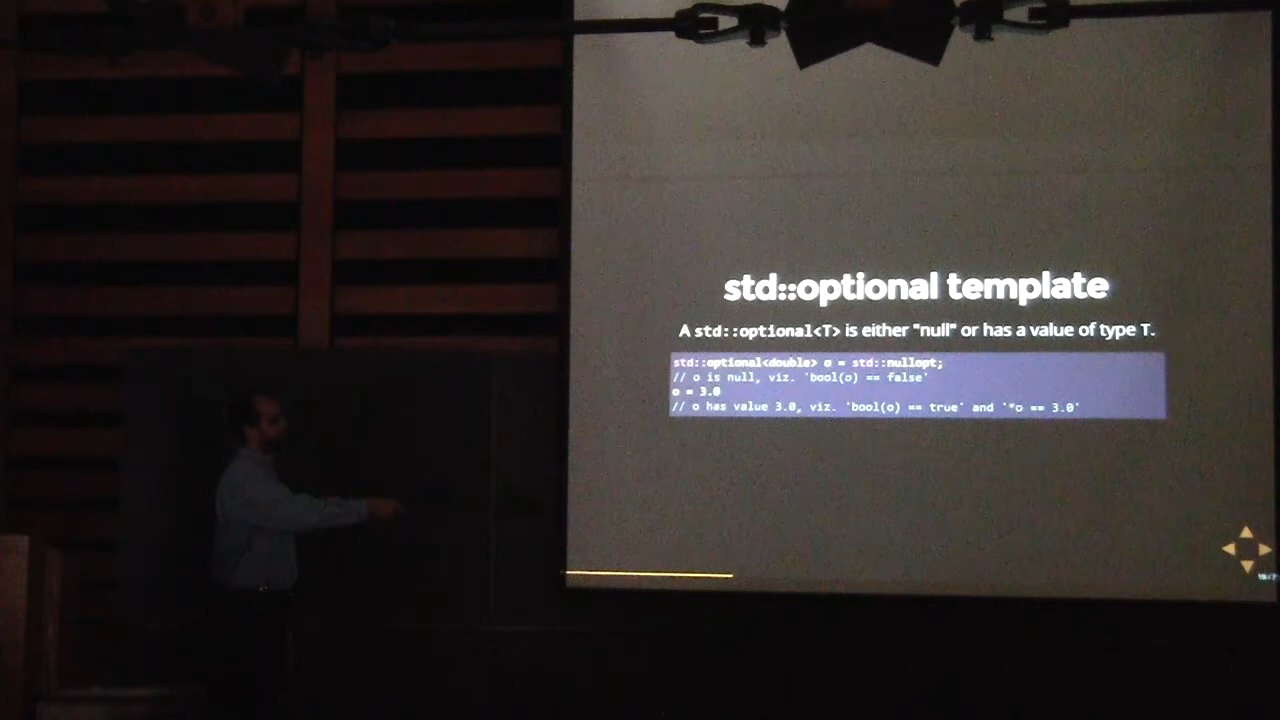 std::optional template
A std::optional<T> is either "null" or has a value of type T.
std::optional<double> o = std::nullopt;
// o is null, viz. `bool(o) == false`
o = 3.0
// o has value 3.0, viz. `bool(o) == true` and `*o == 3.0`